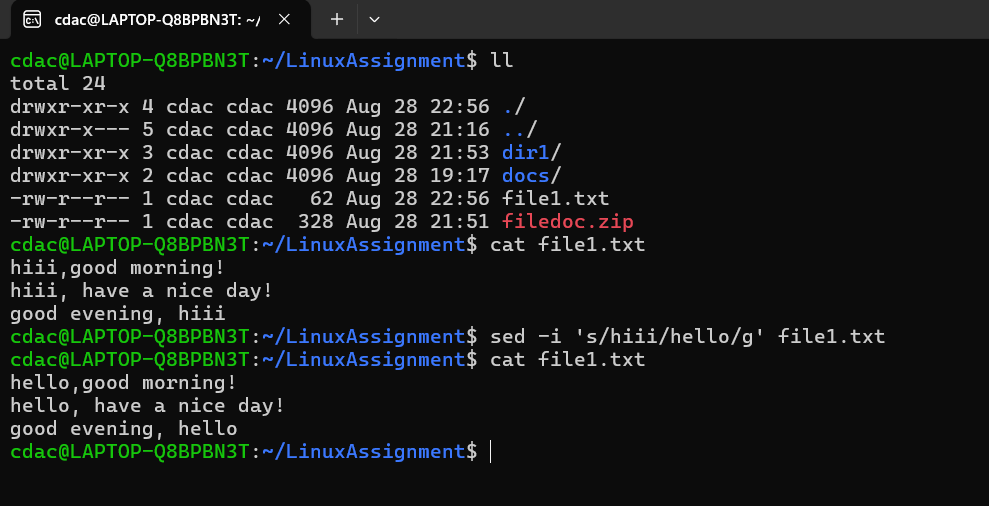 cdac@LAPTOP-Q8BPBN3T: ~/
cdac@LAPTOP-Q8BPBN3T:~/LinuxAssignment$ ll
total 24
drwxr-xr-x 4 cdac cdac 4096 Aug 28 22:56 ./
drwxr-x--- 5 cdac cdac 4096 Aug 28 21:16 ../
drwxr-xr-x 3 cdac cdac 4096 Aug 28 21:53 dir1/
drwxr-xr-x 2 cdac cdac 4096 Aug 28 19:17 docs/
-rw-r--r-- 1 cdac cdac   62 Aug 28 22:56 file1.txt
-rw-r--r-- 1 cdac cdac  328 Aug 28 21:51 filedoc.zip
cdac@LAPTOP-Q8BPBN3T:~/LinuxAssignment$ cat file1.txt
hiii,good morning!
hiii, have a nice day!
good evening, hiii
cdac@LAPTOP-Q8BPBN3T:~/LinuxAssignment$ sed -i 's/hiii/hello/g' file1.txt
cdac@LAPTOP-Q8BPBN3T:~/LinuxAssignment$ cat file1.txt
hello,good morning!
hello, have a nice day!
good evening, hello
cdac@LAPTOP-Q8BPBN3T:~/LinuxAssignment$